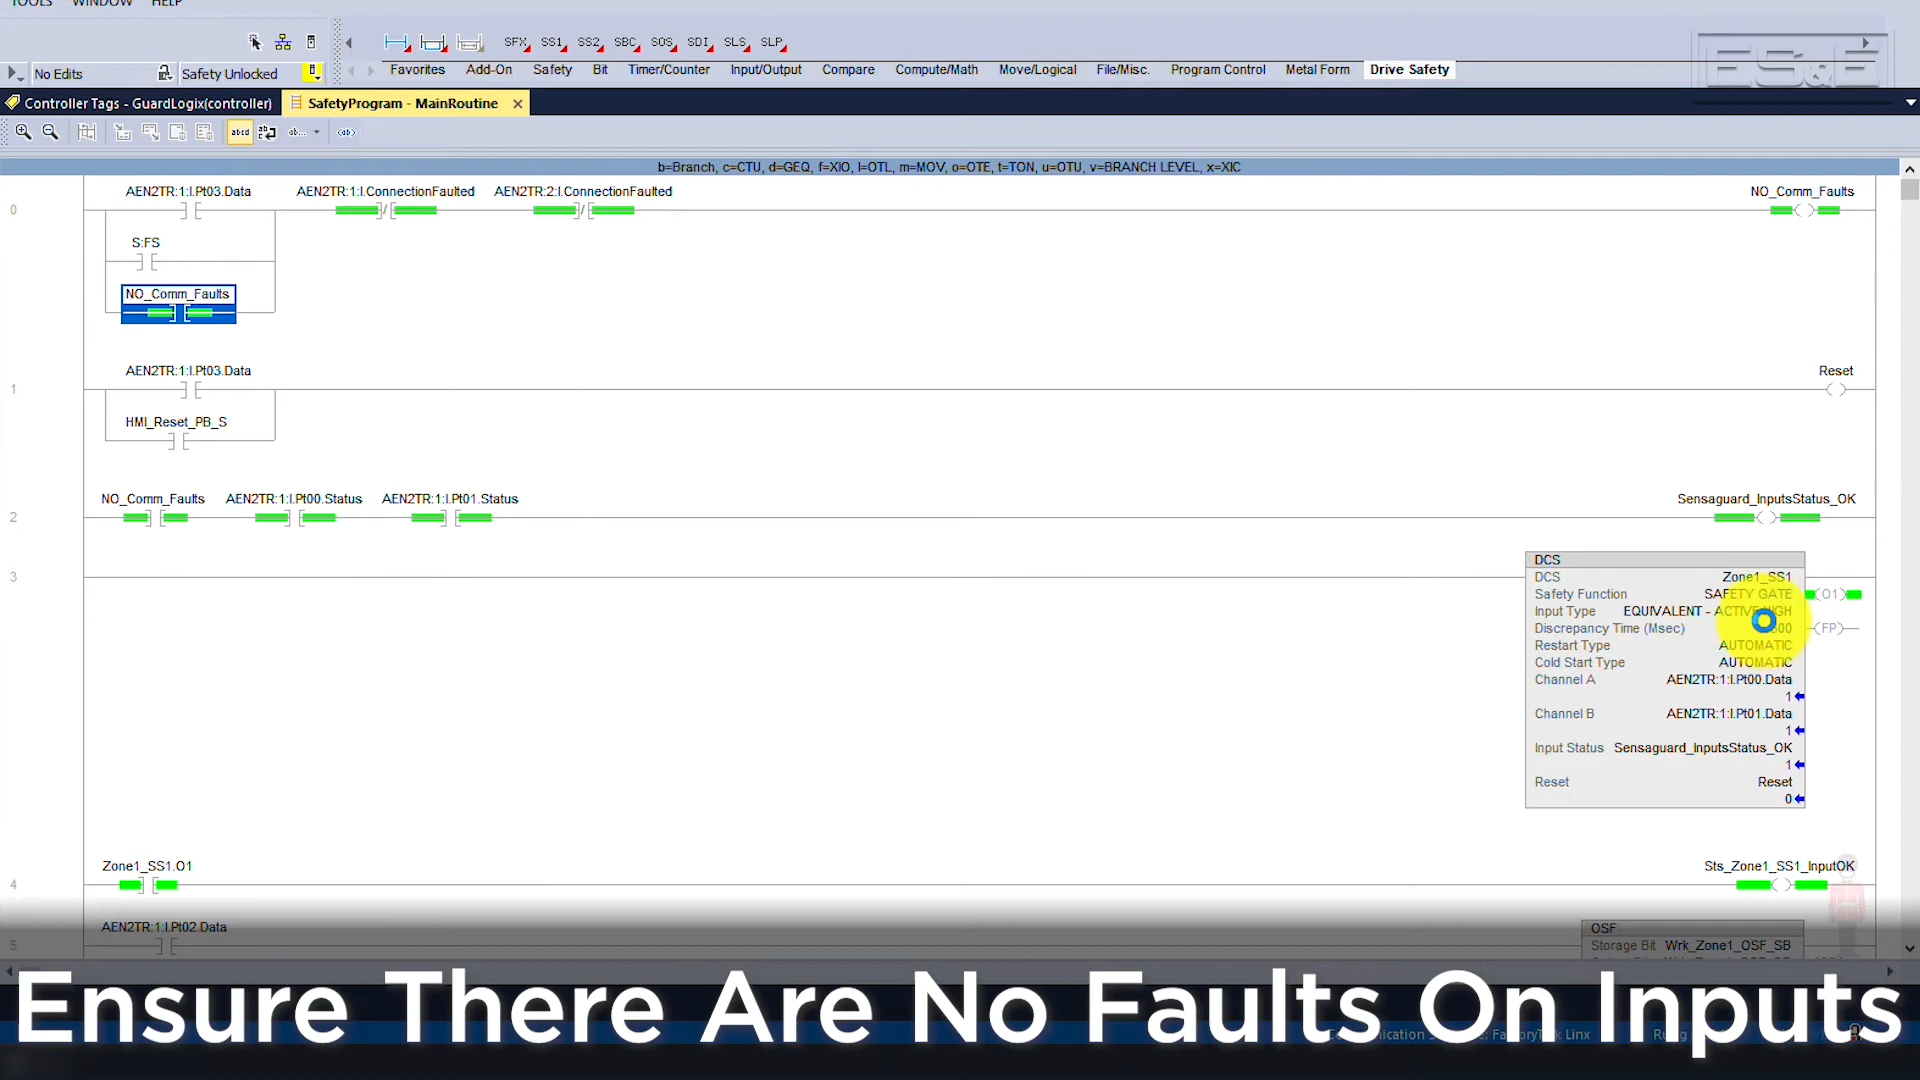 TOOLS WINDOW HELP
SFX SS1 SS2 SBC SOS SDI SLS SLP
No Edits Safety Unlocked
Favorites Add-On Safety Bit Timer/Counter Input/Output Compare Compute/Math Move/Logical File/Misc. Program Control Metal Form Drive Safety
ES&E
Controller Tags - GuardLogix(controller) SafetyProgram - MainRoutine
b=Branch, c=CTU, d=GEQ, f=XIO, l=OTL, m=MOV, o=OTE, t=TON, u=OTU, v=BRANCH LEVEL, x=XIC
AEN2TR:1:I.Pt03.Data AEN2TR:1:I.ConnectionFaulted AEN2TR:2:I.ConnectionFaulted NO_Comm_Faults
0
S:FS
NO_Comm_Faults
AEN2TR:1:I.Pt03.Data Reset
1
HMI_Reset_PB_S
NO_Comm_Faults AEN2TR:1:I.Pt00.Status AEN2TR:1:I.Pt01.Status Sensaguard_InputsStatus_OK
2
DCS
3
DCS Zone1_SS1
Safety Function SAFETY GATE (O1)
Input Type EQUIVALENT - ACTIVE HIGH
Discrepancy Time (Msec) (FP)
Restart Type AUTOMATIC
Cold Start Type AUTOMATIC
Channel A AEN2TR:1:I.Pt00.Data
1
Channel B AEN2TR:1:I.Pt01.Data
1
Input Status Sensaguard_InputsStatus_OK
1
Reset Reset
0
Zone1_SS1.O1 Sts_Zone1_SS1_InputOK
4
AEN2TR:1:I.Pt02.Data OSF
5 Storage Bit Wrk_Zone1_OSF_SB
Ensure There Are No Faults On Inputs